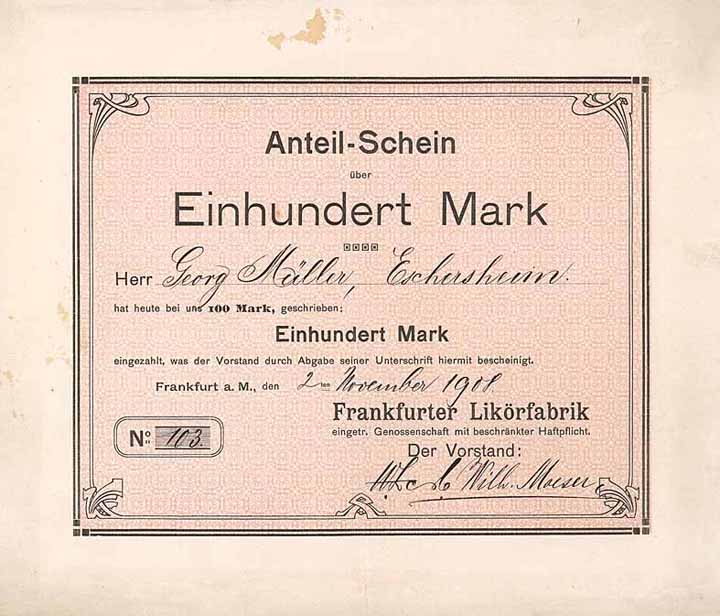 Anteil-Schein
über
Einhundert Mark
Herr Georg Müller, Eschersheim.
hat heute bei uns 100 Mark, geschrieben:
Einhundert Mark
eingezahlt, was der Vorstand durch Abgabe seiner Unterschrift hiermit bescheinigt.
Frankfurt a. M., den 2ten November 1908
Frankfurter Likörfabrik
eingetr. Genossenschaft mit beschränkter Haftpflicht.
No 103.
Der Vorstand:
Wilh. Moeser